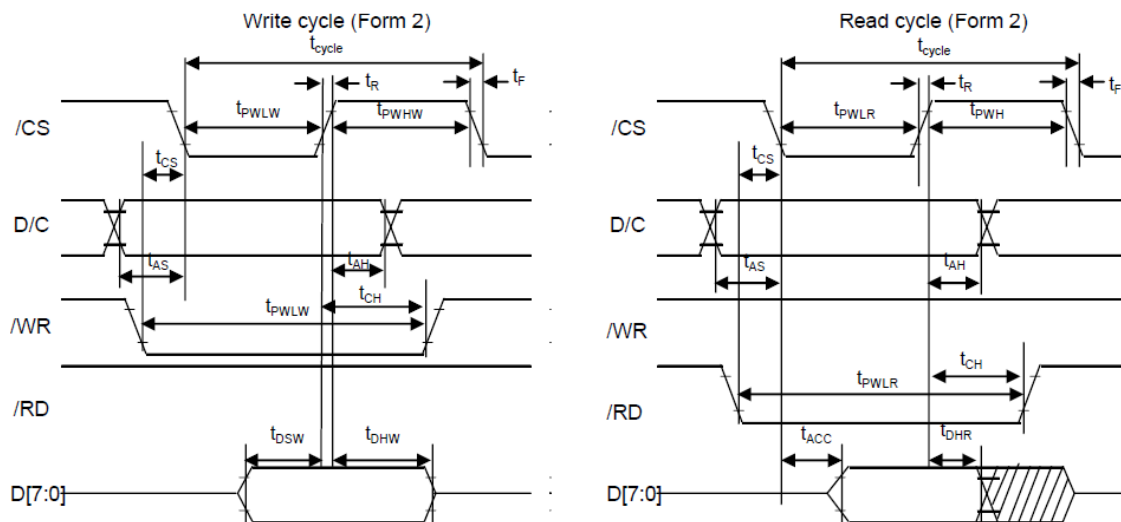 Write cycle (Form 2)
tcycle
tR
tF
/CS
tPWLW
tPWHW
tCS
D/C
tAS
tAH
tCH
/WR
tPWLW
/RD
tDSW
tDHW
D[7:0]
Read cycle (Form 2)
tcycle
tR
tF
/CS
tPWLR
tPWH
tCS
D/C
tAS
tAH
/WR
tCH
tPWLR
/RD
tACC
tDHR
D[7:0]